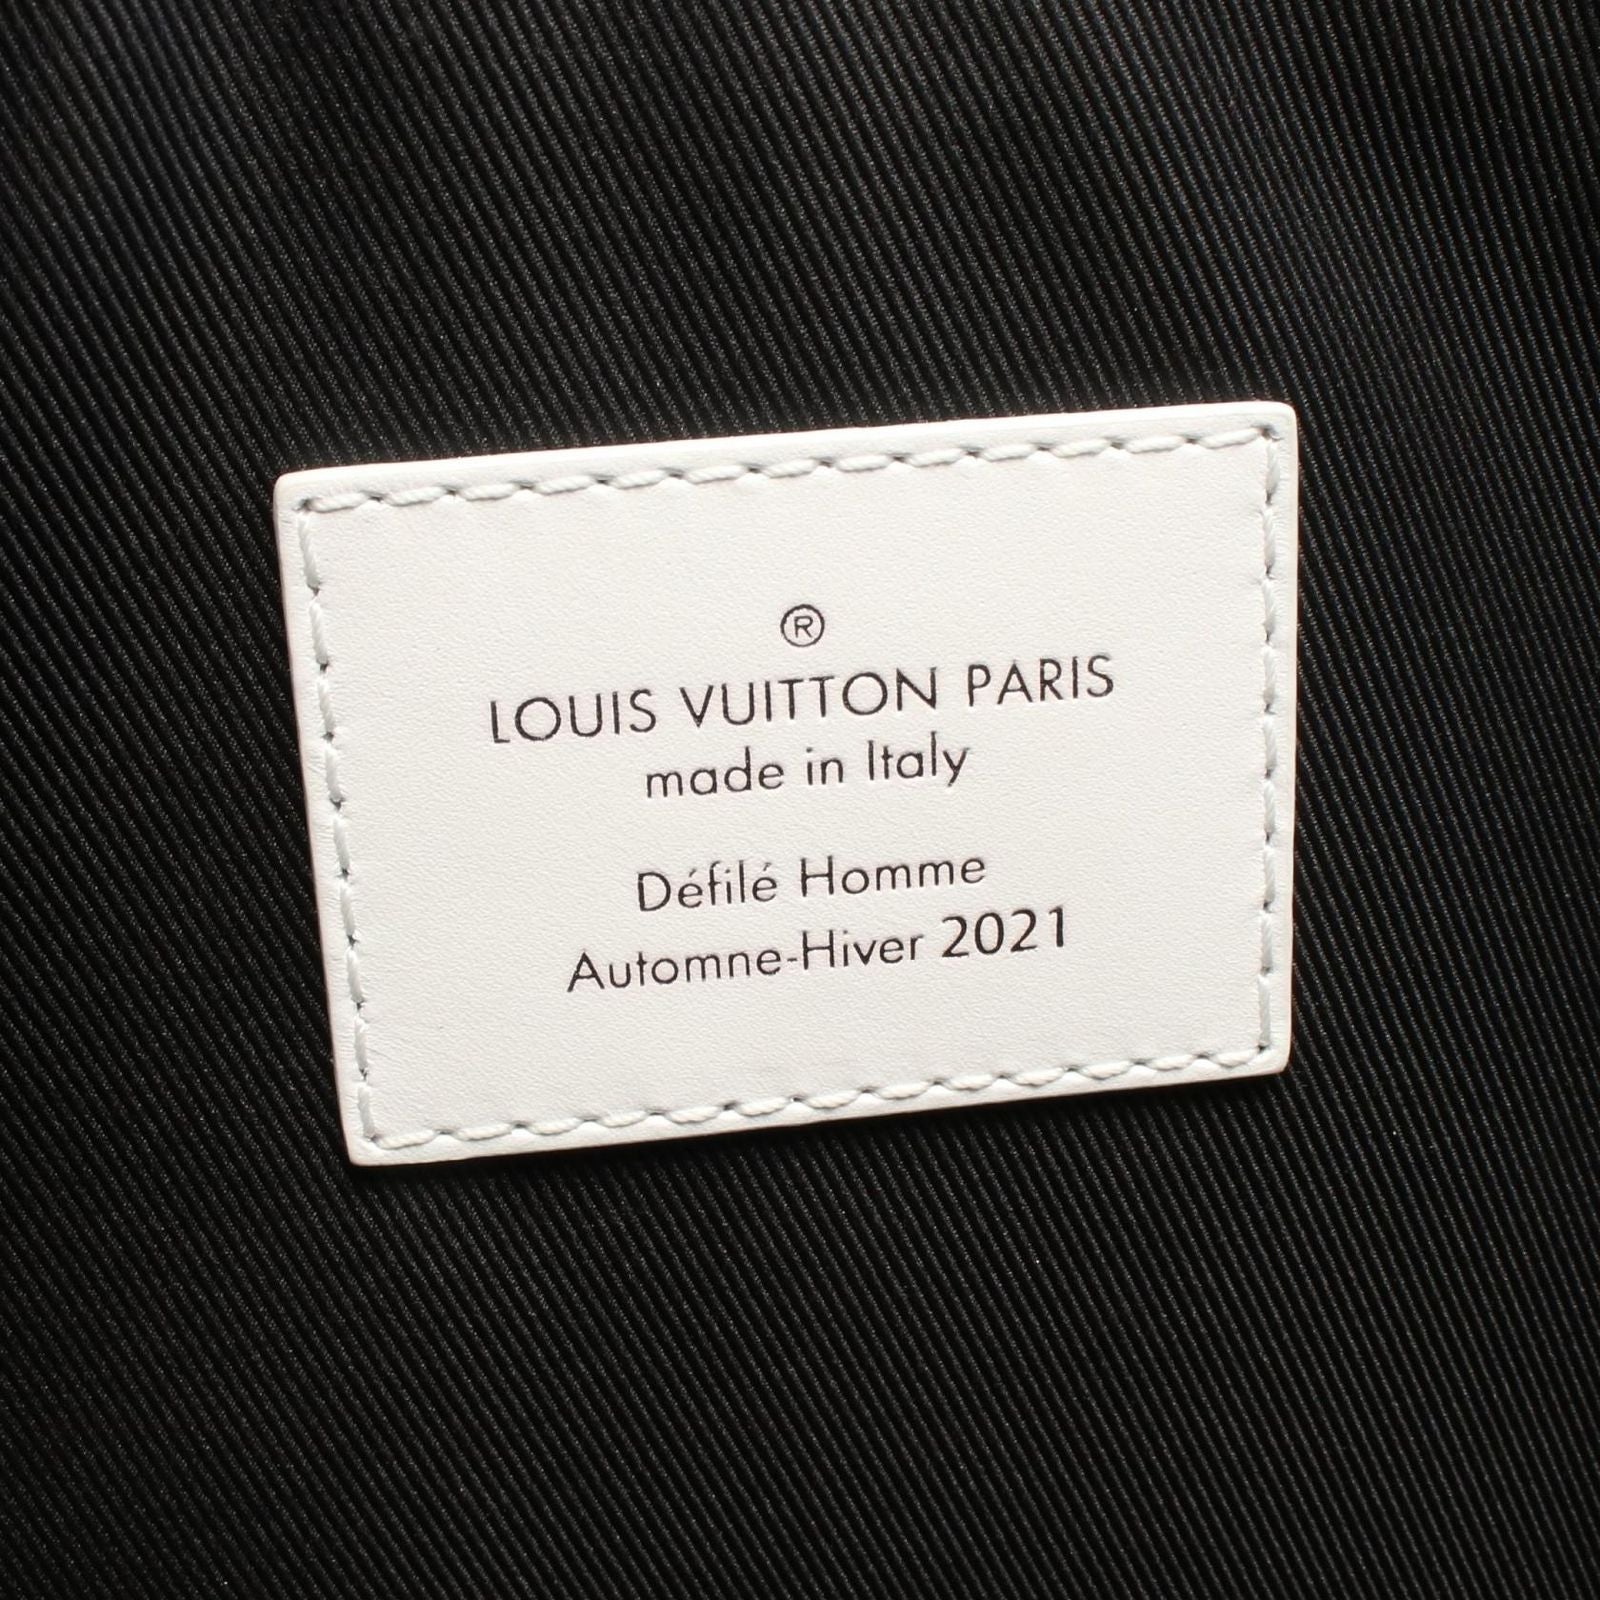 ®
LOUIS VUITTON PARIS
made in Italy
Défilé Homme
Automne-Hiver 2021